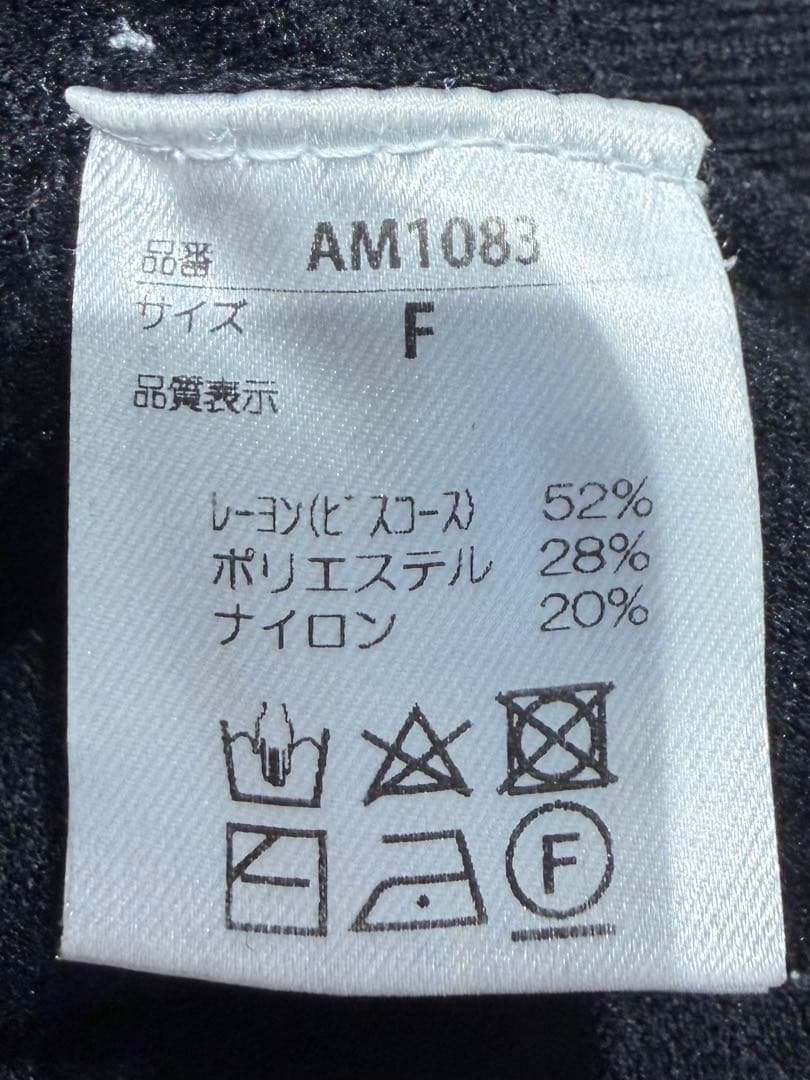 品番 AM1083
サイズ F
品質表示
レーヨン(ビスコース) 52%
ポリエステル 28%
ナイロン 20%
F